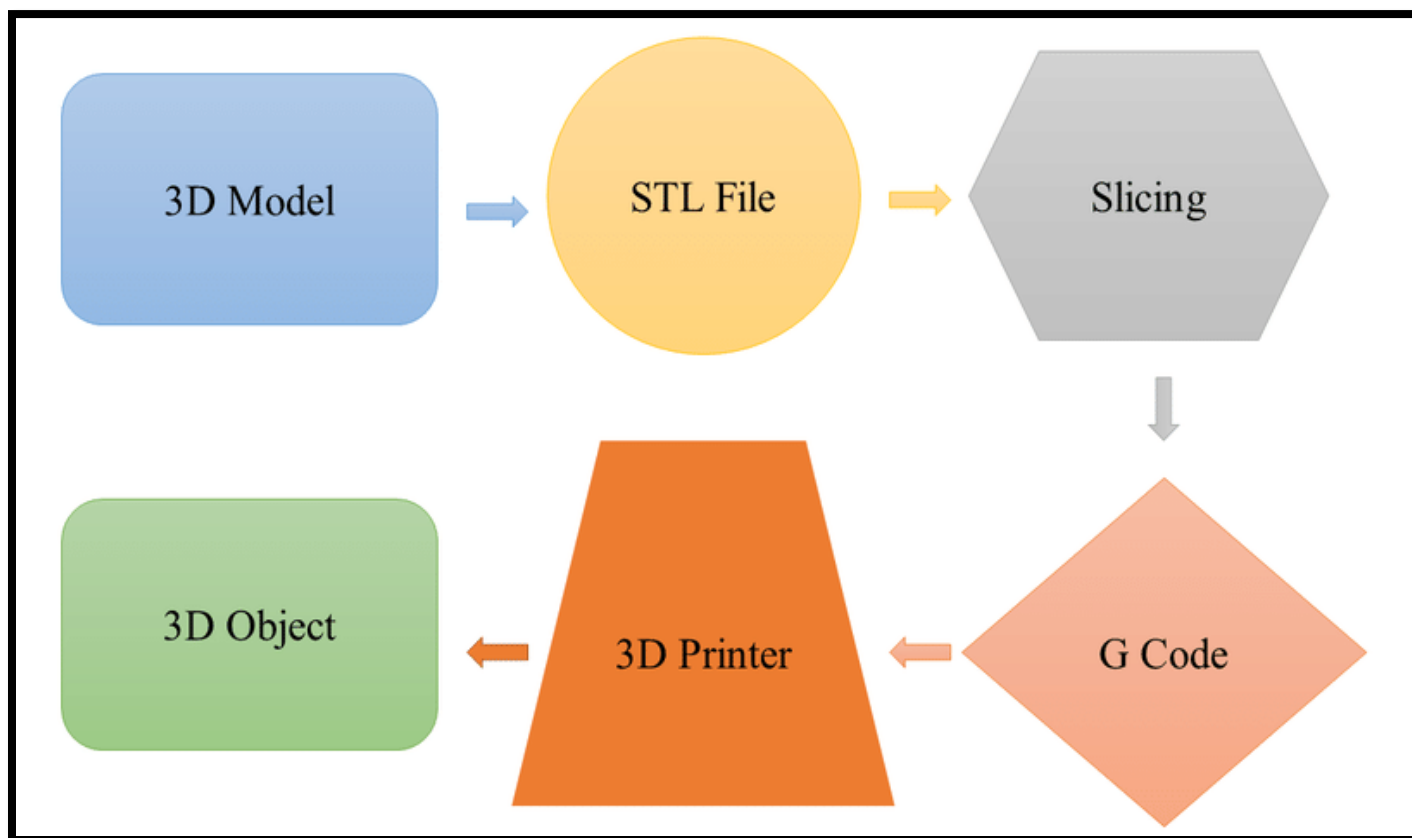 3D Model
STL File
Slicing
3D Object
3D Printer
G Code